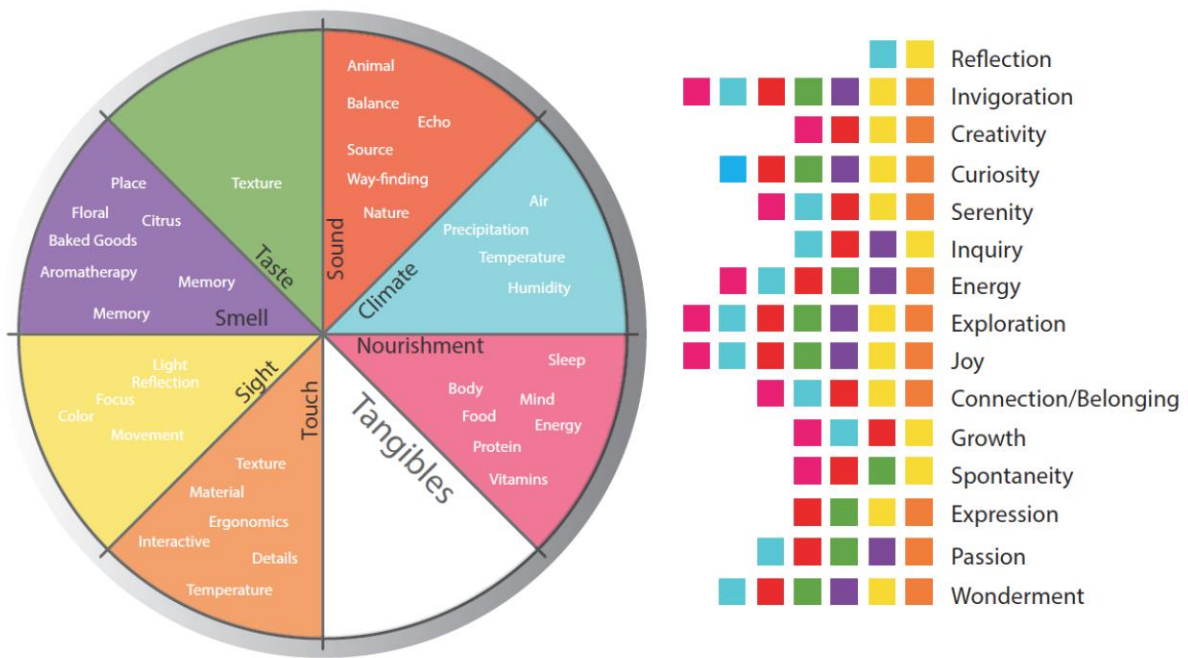 Animal
Balance
Echo
Source
Way-finding
Nature
Sound
Air
Precipitation
Temperature
Humidity
Climate
Nourishment
Sleep
Body
Mind
Food
Energy
Protein
Vitamins
Tangibles
Touch
Texture
Material
Ergonomics
Interactive
Details
Temperature
Sight
Light
Reflection
Focus
Color
Movement
Smell
Place
Floral
Citrus
Baked Goods
Aromatherapy
Memory
Memory
Taste
Texture
Reflection
Invigoration
Creativity
Curiosity
Serenity
Inquiry
Energy
Exploration
Joy
Connection/Belonging
Growth
Spontaneity
Expression
Passion
Wonderment